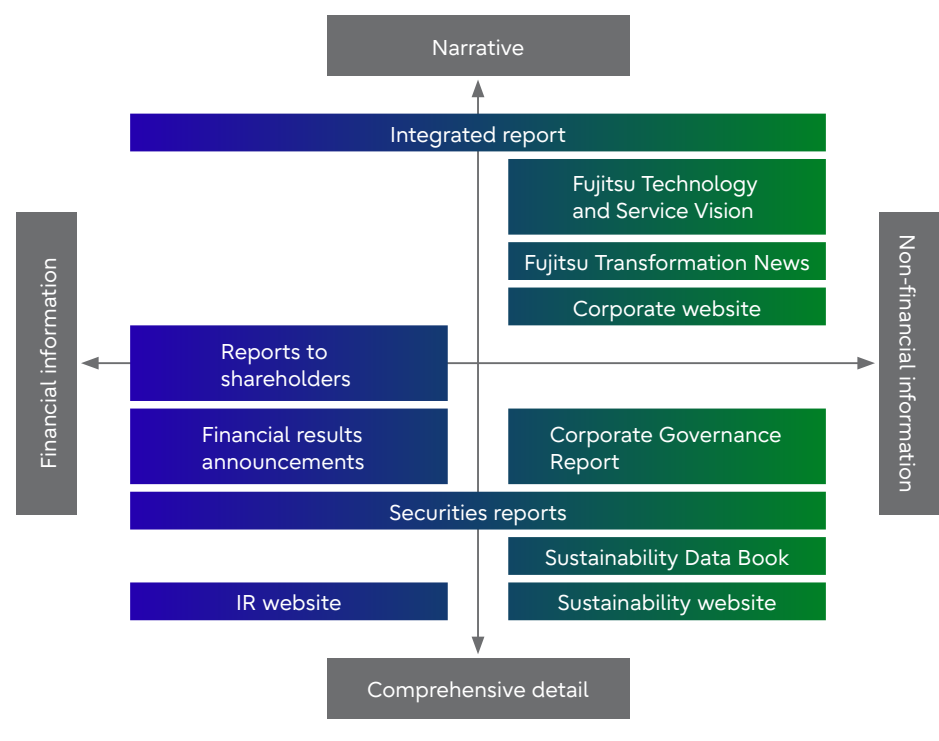 Narrative
Integrated report
Fujitsu Technology
and Service Vision
Fujitsu Transformation News
Corporate website
Financial information
Non-financial information
Reports to
shareholders
Financial results
announcements
Corporate Governance
Report
Securities reports
Sustainability Data Book
IR website
Sustainability website
Comprehensive detail